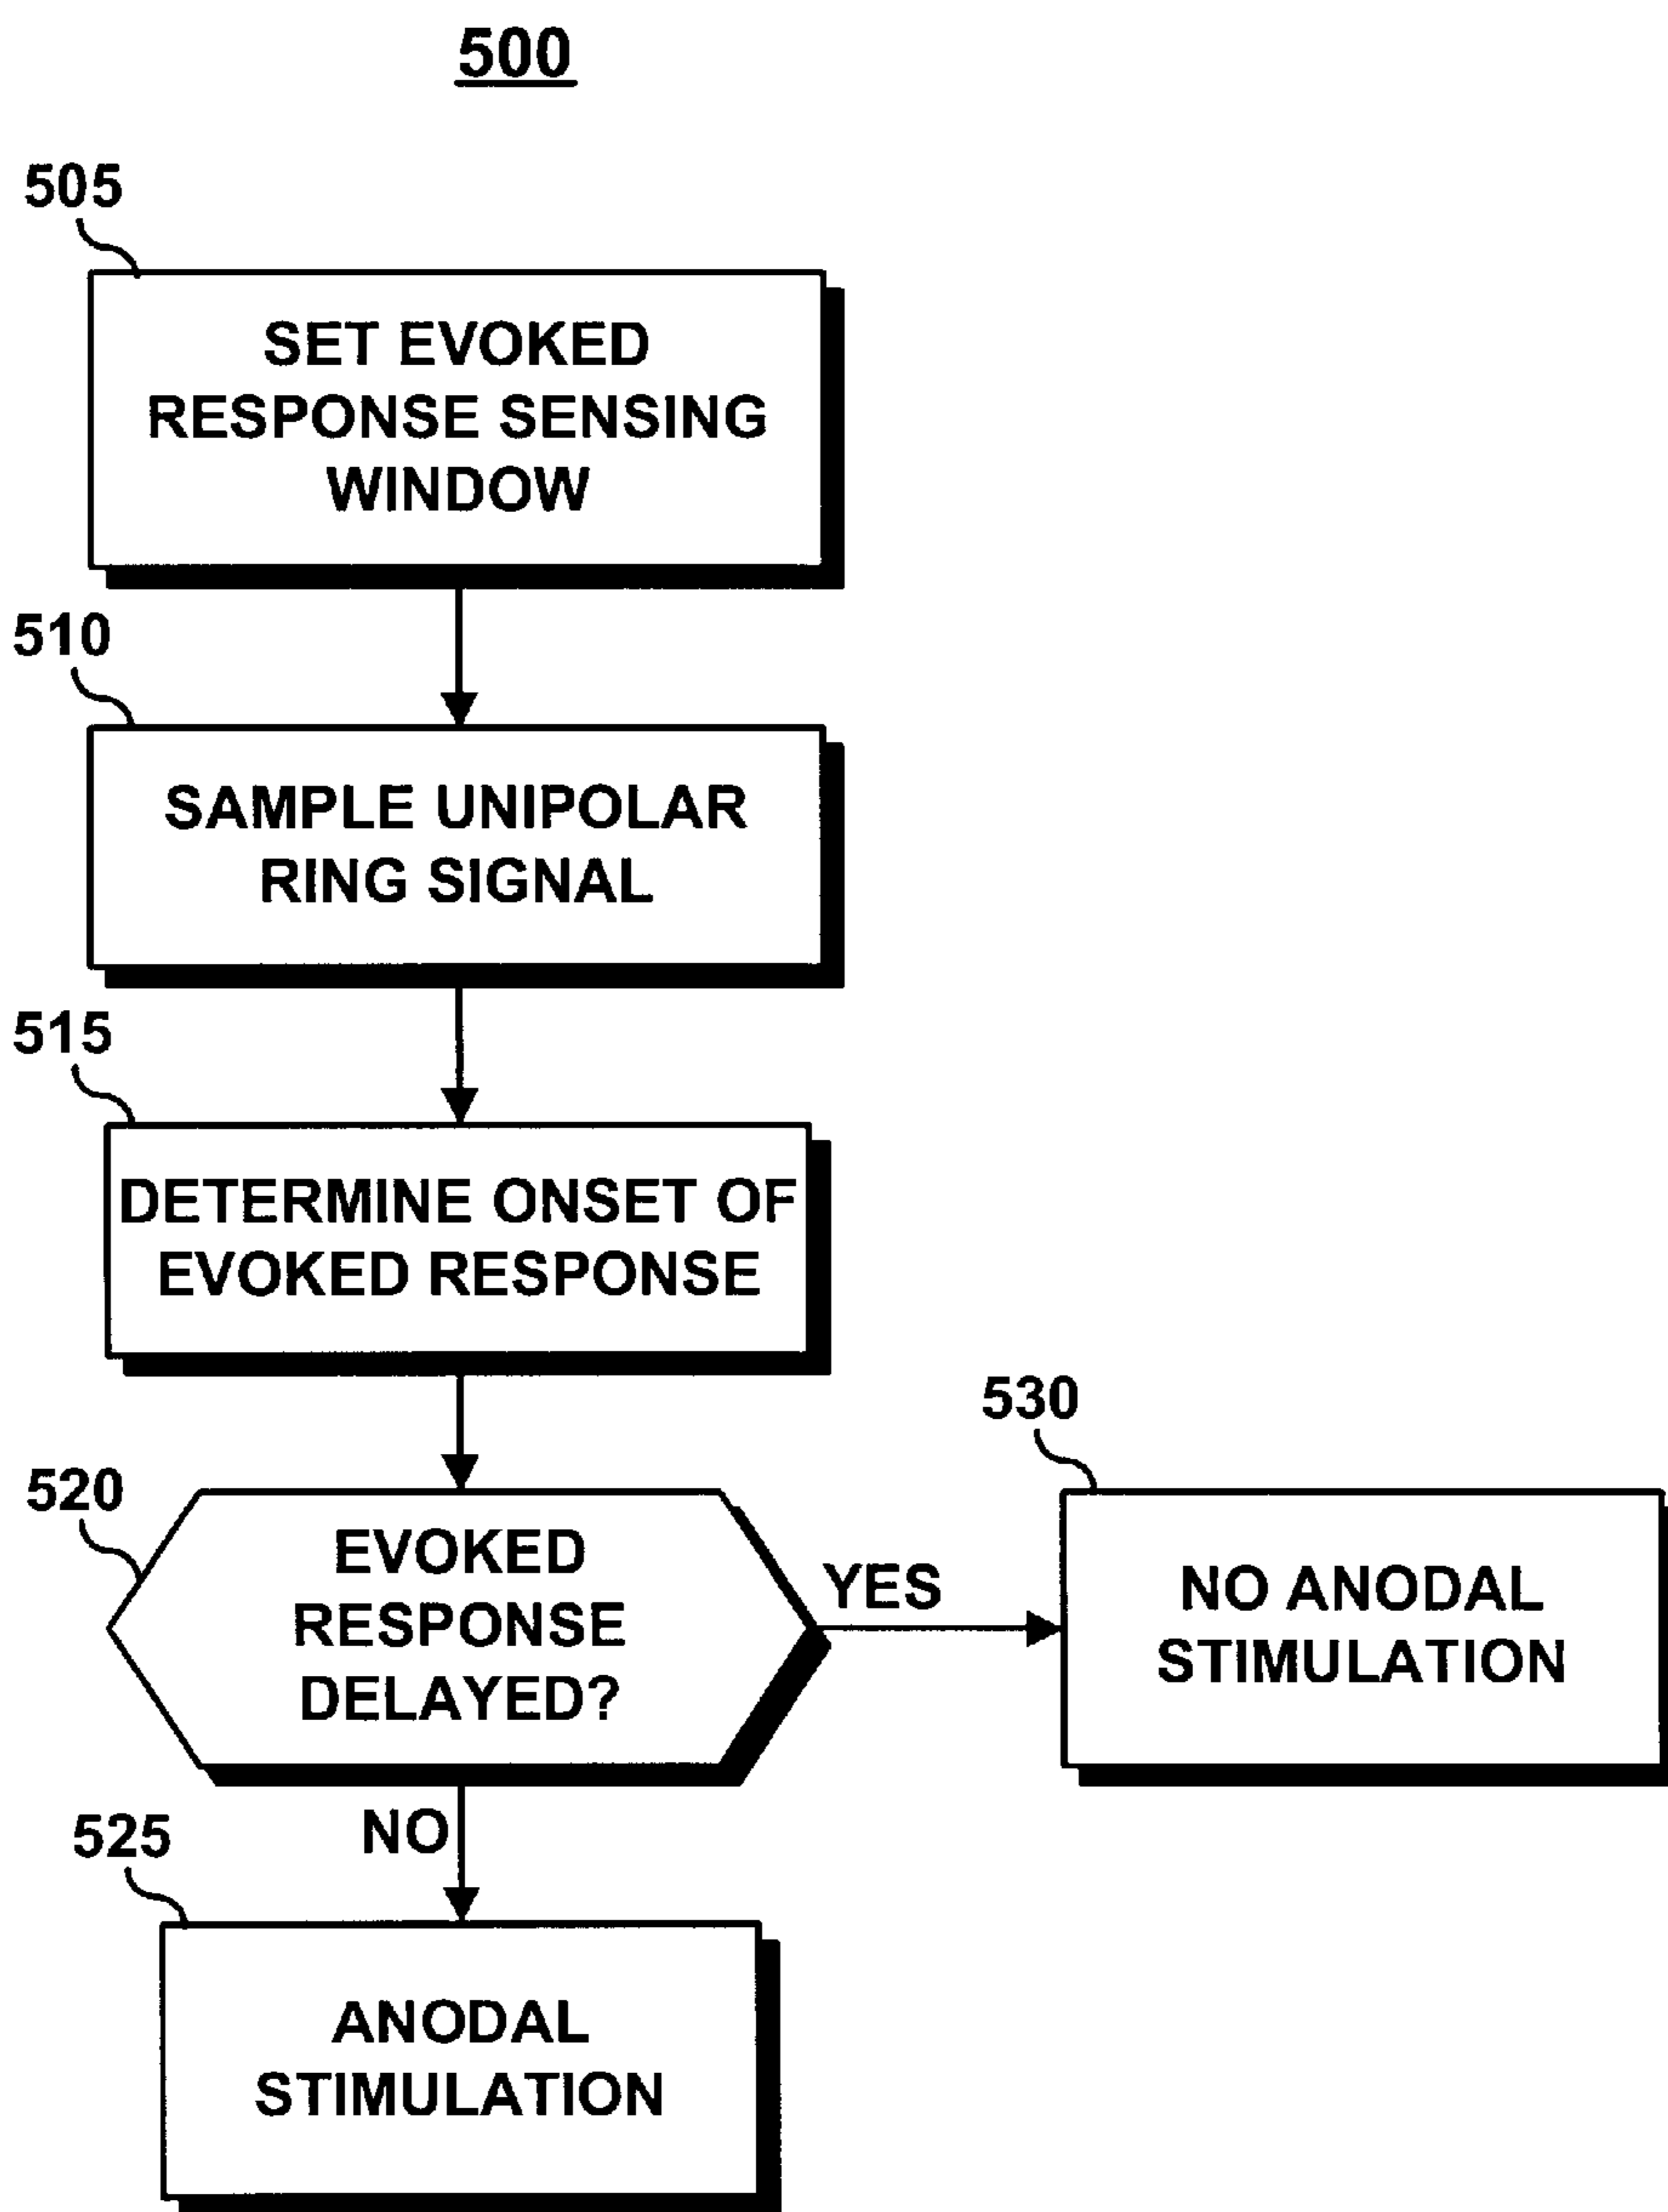 500
505
SET EVOKED
RESPONSE SENSING
WINDOW
510
SAMPLE UNIPOLAR
RING SIGNAL
515
DETERMINE ONSET OF
EVOKED RESPONSE
520
EVOKED
RESPONSE
DELAYED?
YES
530
NO ANODAL
STIMULATION
NO
525
ANODAL
STIMULATION